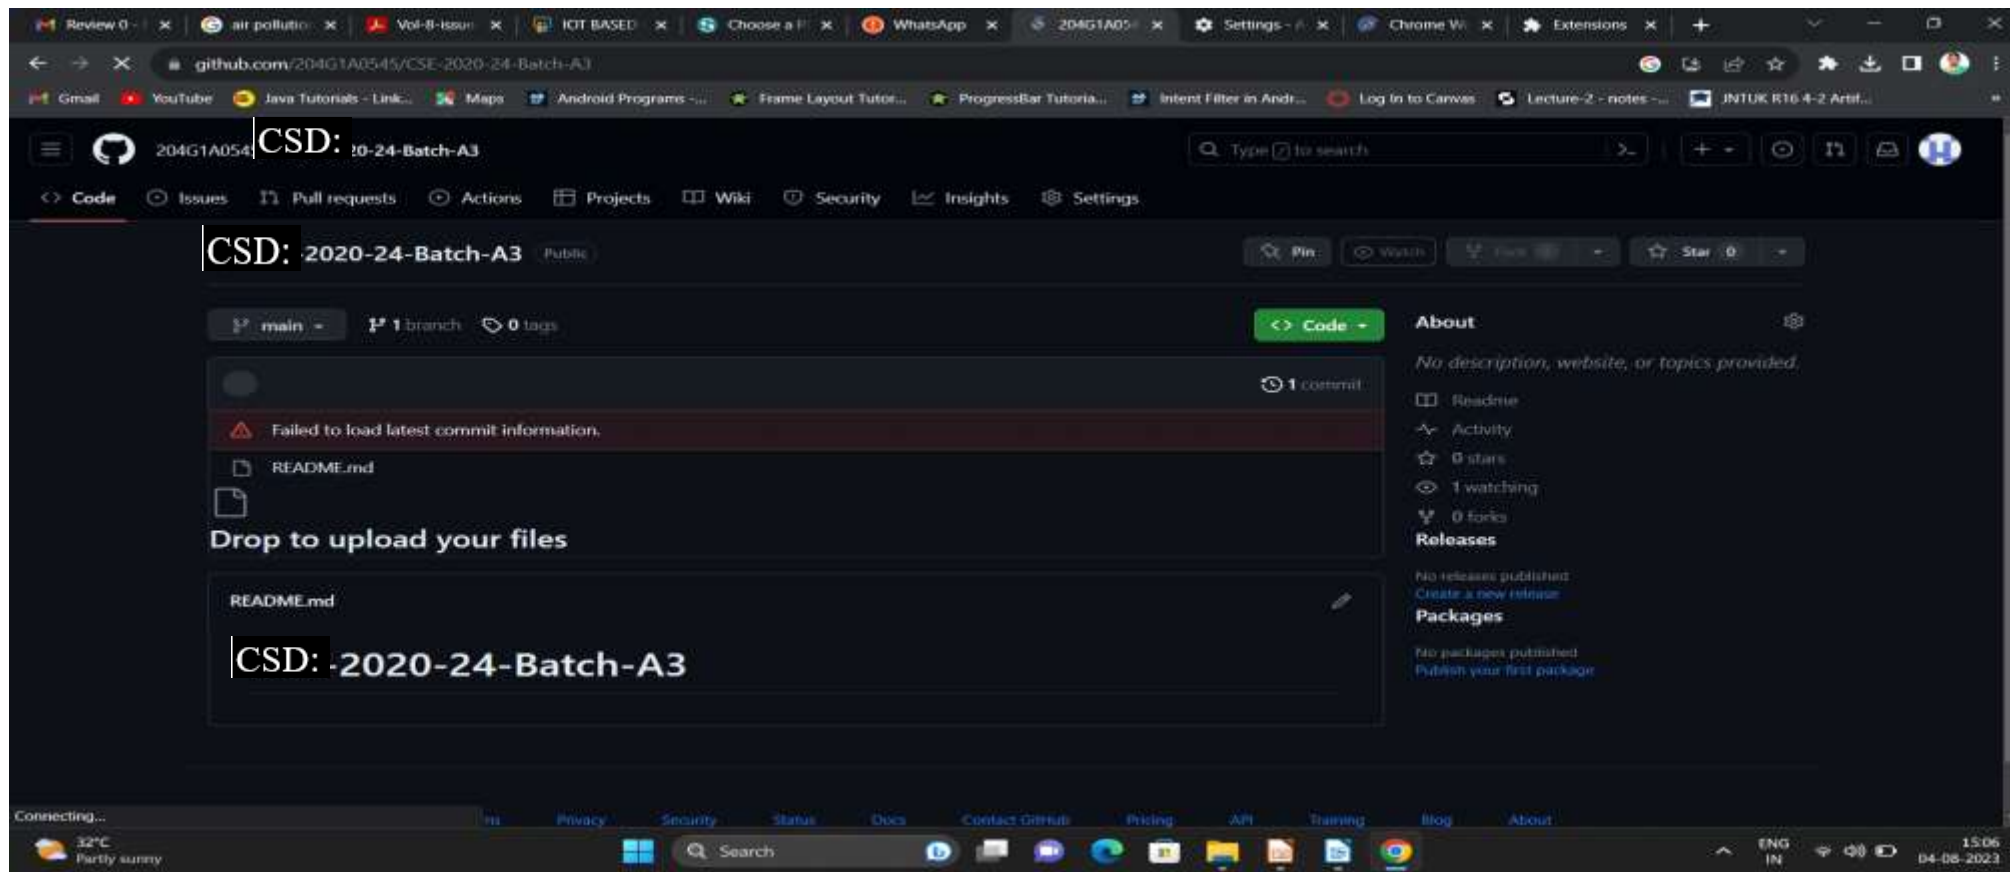 Review 0 - air pollutio Vol-8-issue IOT BASED Choose a P WhatsApp 204G1A054 Settings - A Chrome W Extensions
github.com/204G1A0545/CSE-2020-24-Batch-A3
Gmail YouTube Java Tutorials - Link... Maps Android Programs -... Frame Layout Tutor... ProgressBar Tutoria... Intent Filter in Andr... Log In to Canvas Lecture-2 - notes -... JNTUK R16 4-2 Artif...
204G1A054 CSD: 20-24-Batch-A3 Type / to search
Code Issues Pull requests Actions Projects Wiki Security Insights Settings
CSD: -2020-24-Batch-A3 Public Pin Watch Fork Star 0
main 1 branch 0 tags <> Code About
No description, website, or topics provided.
1 commit
Readme
Failed to load latest commit information. Activity
README.md 0 stars
1 watching
0 forks
Drop to upload your files Releases
No releases published
Create a new release
README.md
Packages
CSD: -2020-24-Batch-A3 No packages published
Publish your first package
Connecting... Privacy Security Status Docs Contact GitHub Pricing API Training Blog About
32°C
Partly sunny
Search
ENG
IN
15:06
04-08-2023